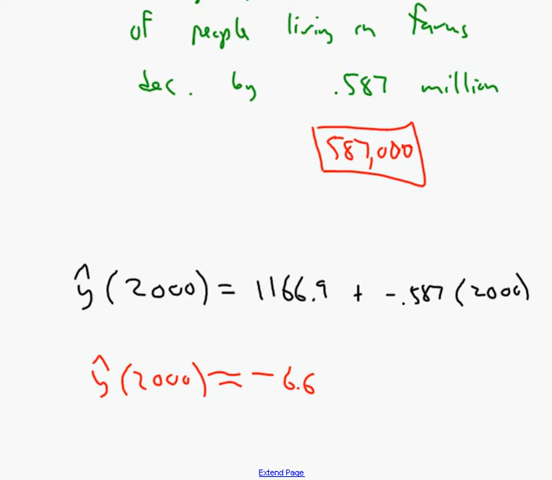 of people living on farms
dec. by .587 million
587,000
ŷ(2000) = 1166.9 + -.587(2000)
ŷ(2000) ≈ -6.6
Extend Page